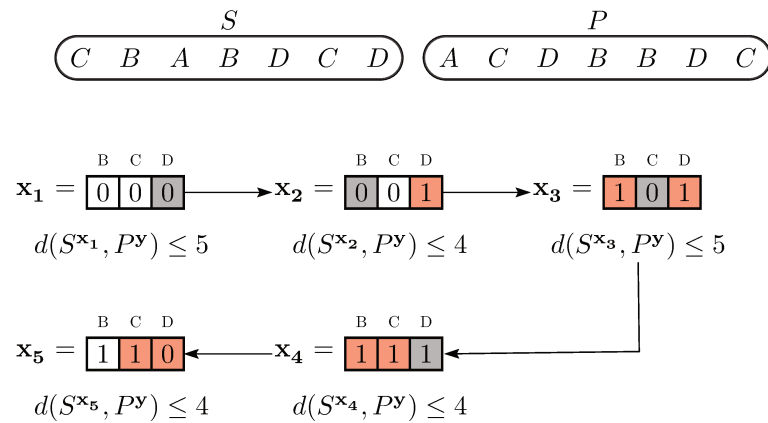 S P
C B A B D C D A C D B B D C
B C D B C D B C D
x₁ = 0 0 0 x₂ = 0 0 1 x₃ = 1 0 1
d(S^x₁, P^y) ≤ 5 d(S^x₂, P^y) ≤ 4 d(S^x₃, P^y) ≤ 5
B C D B C D
x₅ = 1 1 0 x₄ = 1 1 1
d(S^x₅, P^y) ≤ 4 d(S^x₄, P^y) ≤ 4